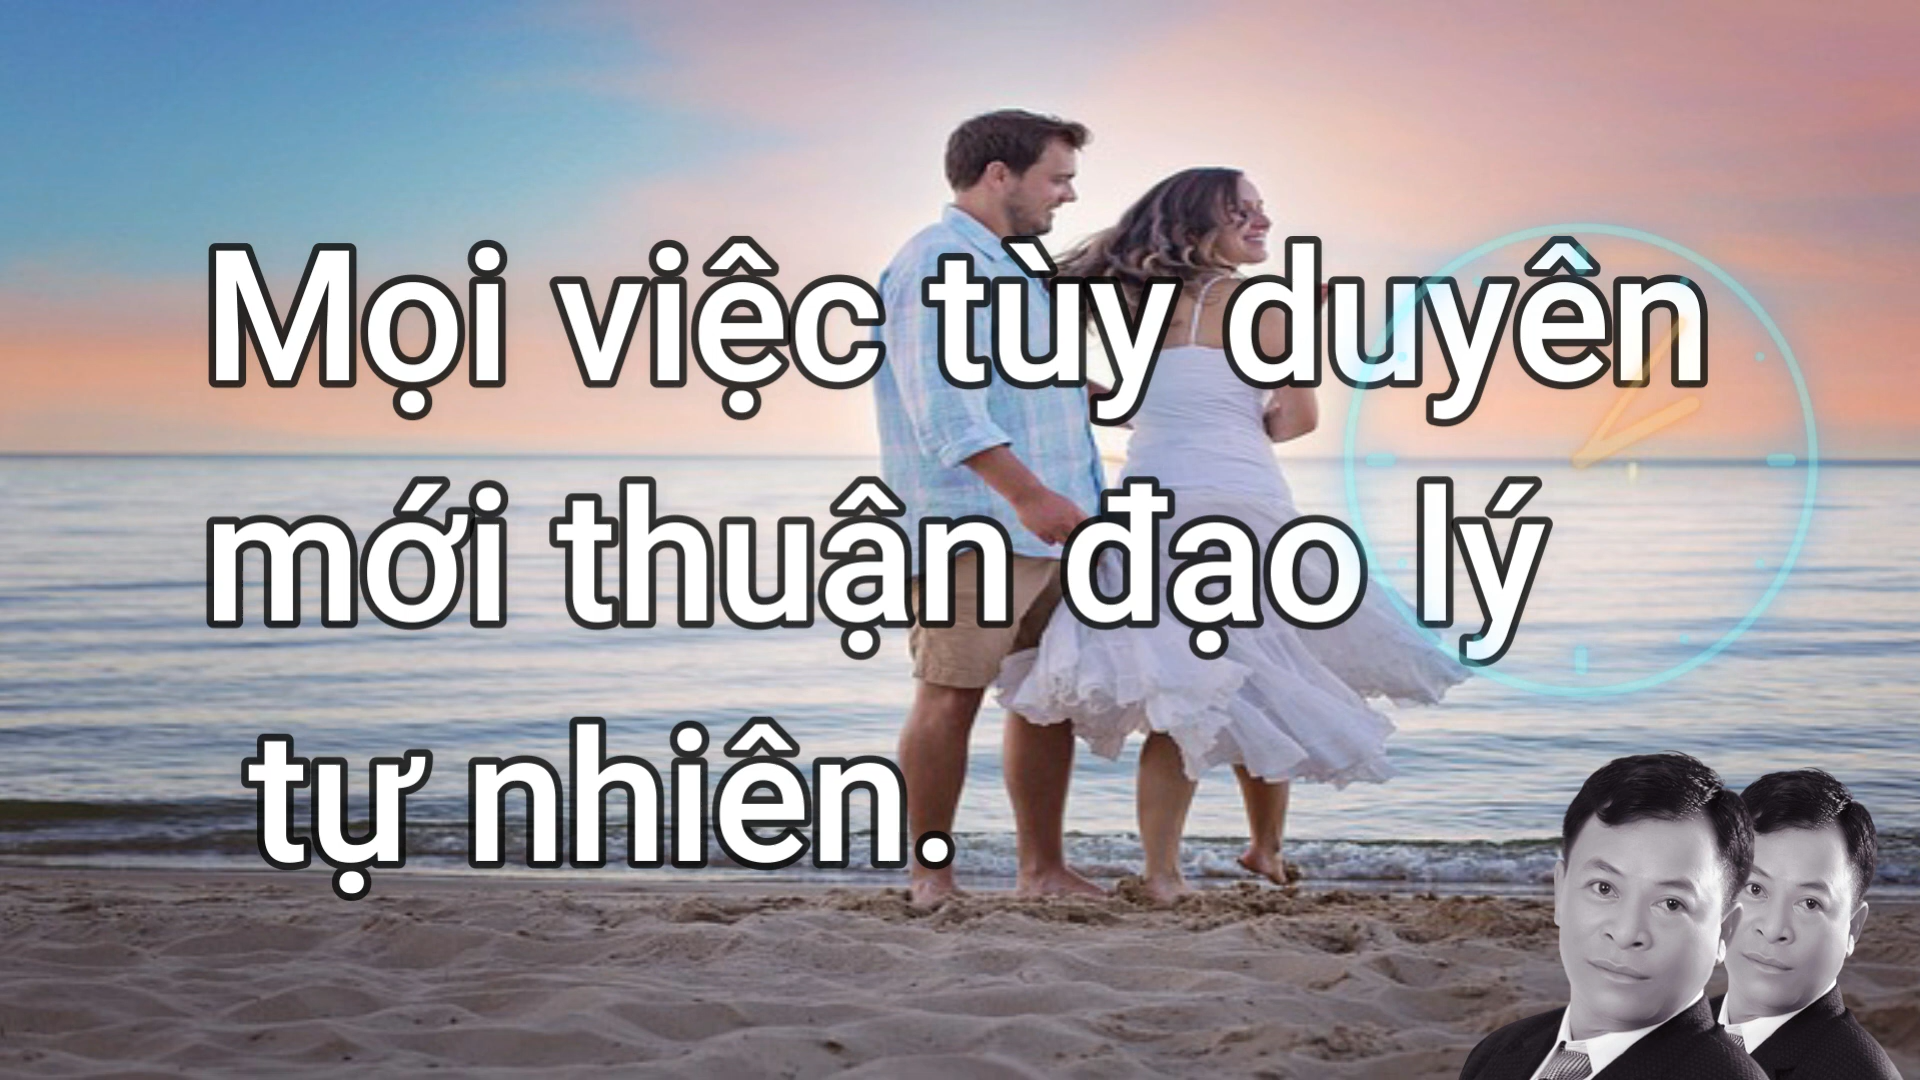 Mọi việc tùy duyên
mới thuận đạo lý
tự nhiên.